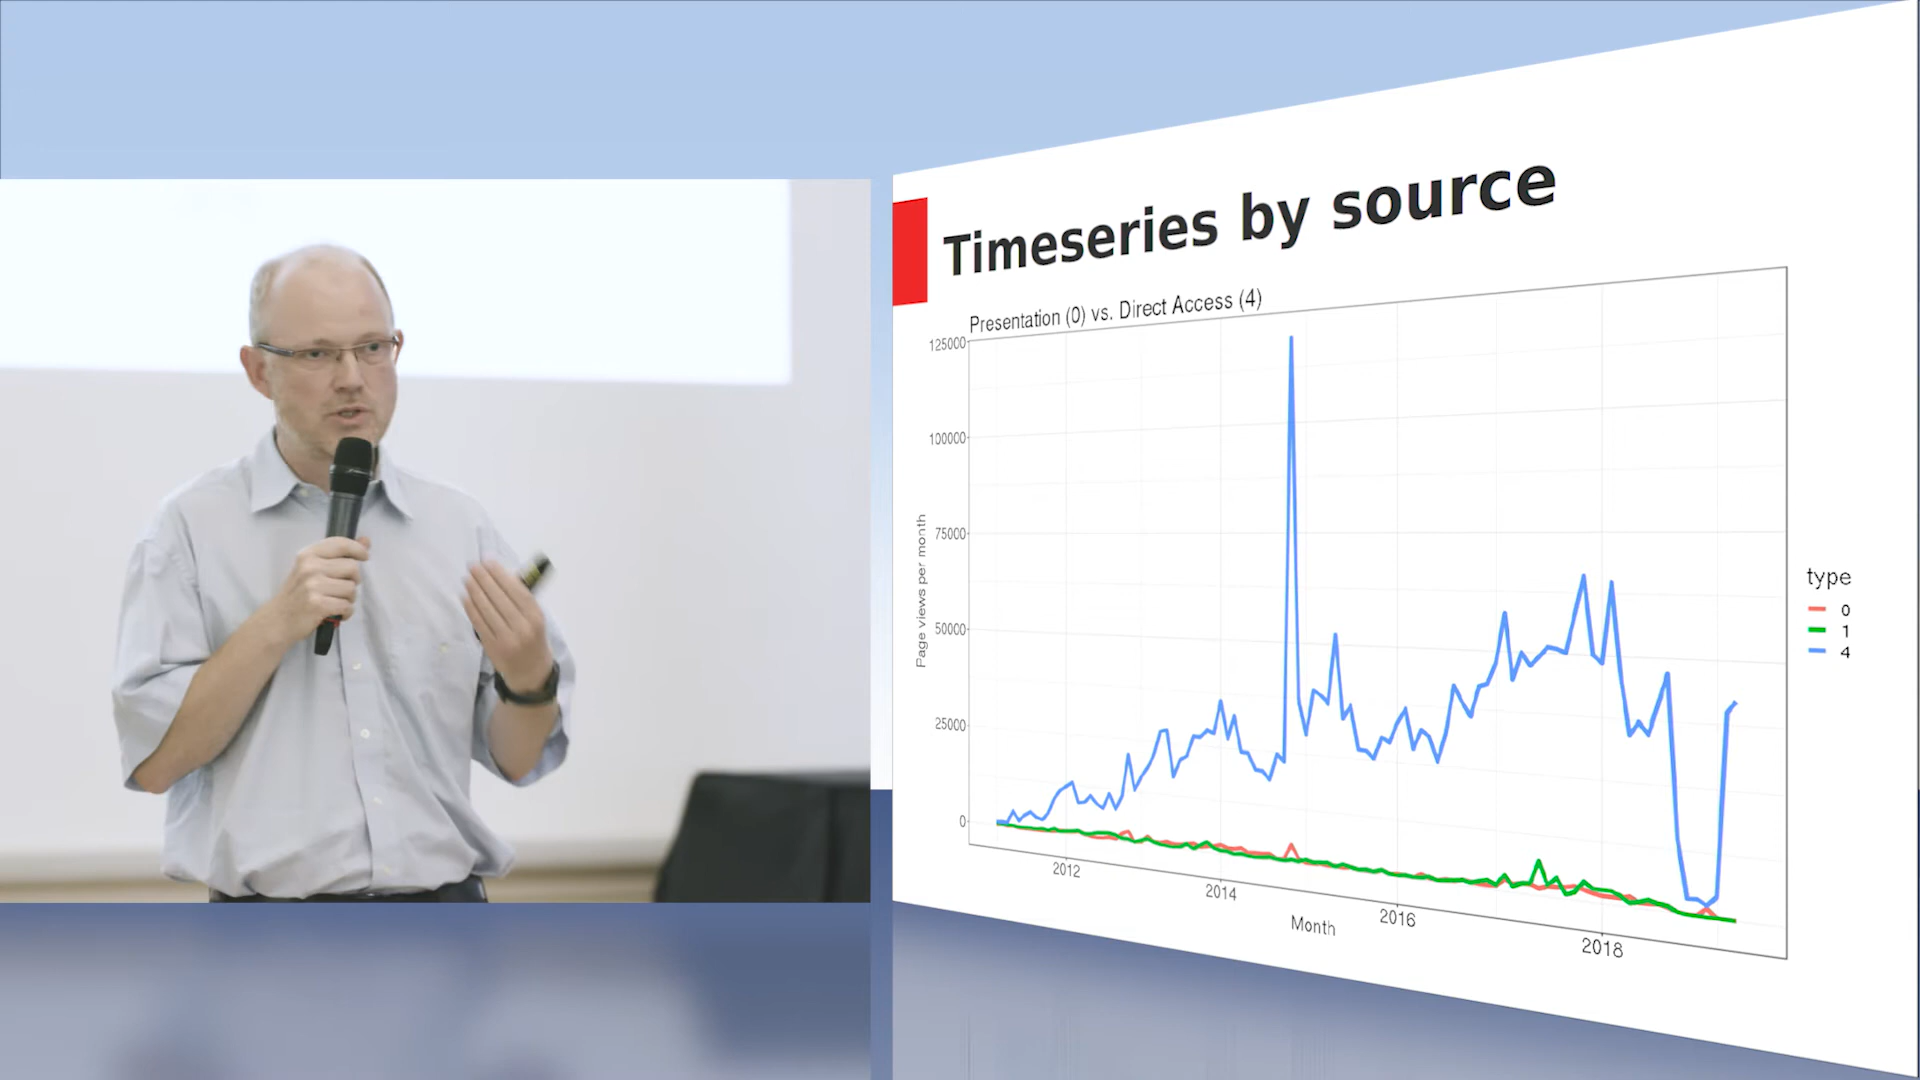 Timeseries by source
Presentation (0) vs. Direct Access (4)
125000
100000
75000
50000
25000
0
Page views per month
2012
2014
2016
2018
Month
type
0
1
4